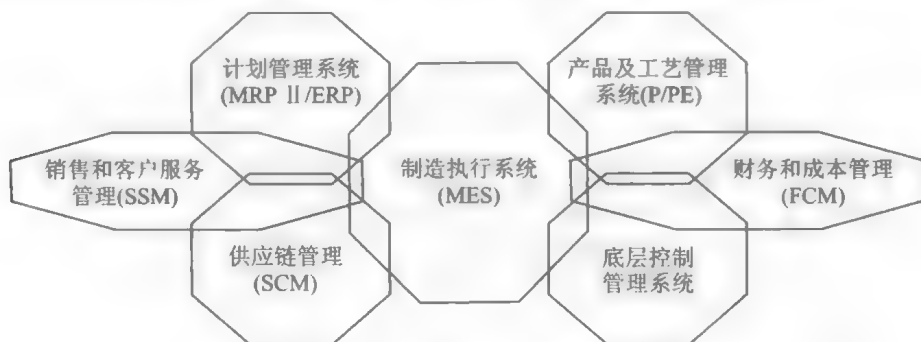 计划管理系统
(MRP Ⅱ/ERP)
产品及工艺管理
系统(P/PE)
销售和客户服务
管理(SSM)
制造执行系统
(MES)
财务和成本管理
(FCM)
供应链管理
(SCM)
底层控制
管理系统